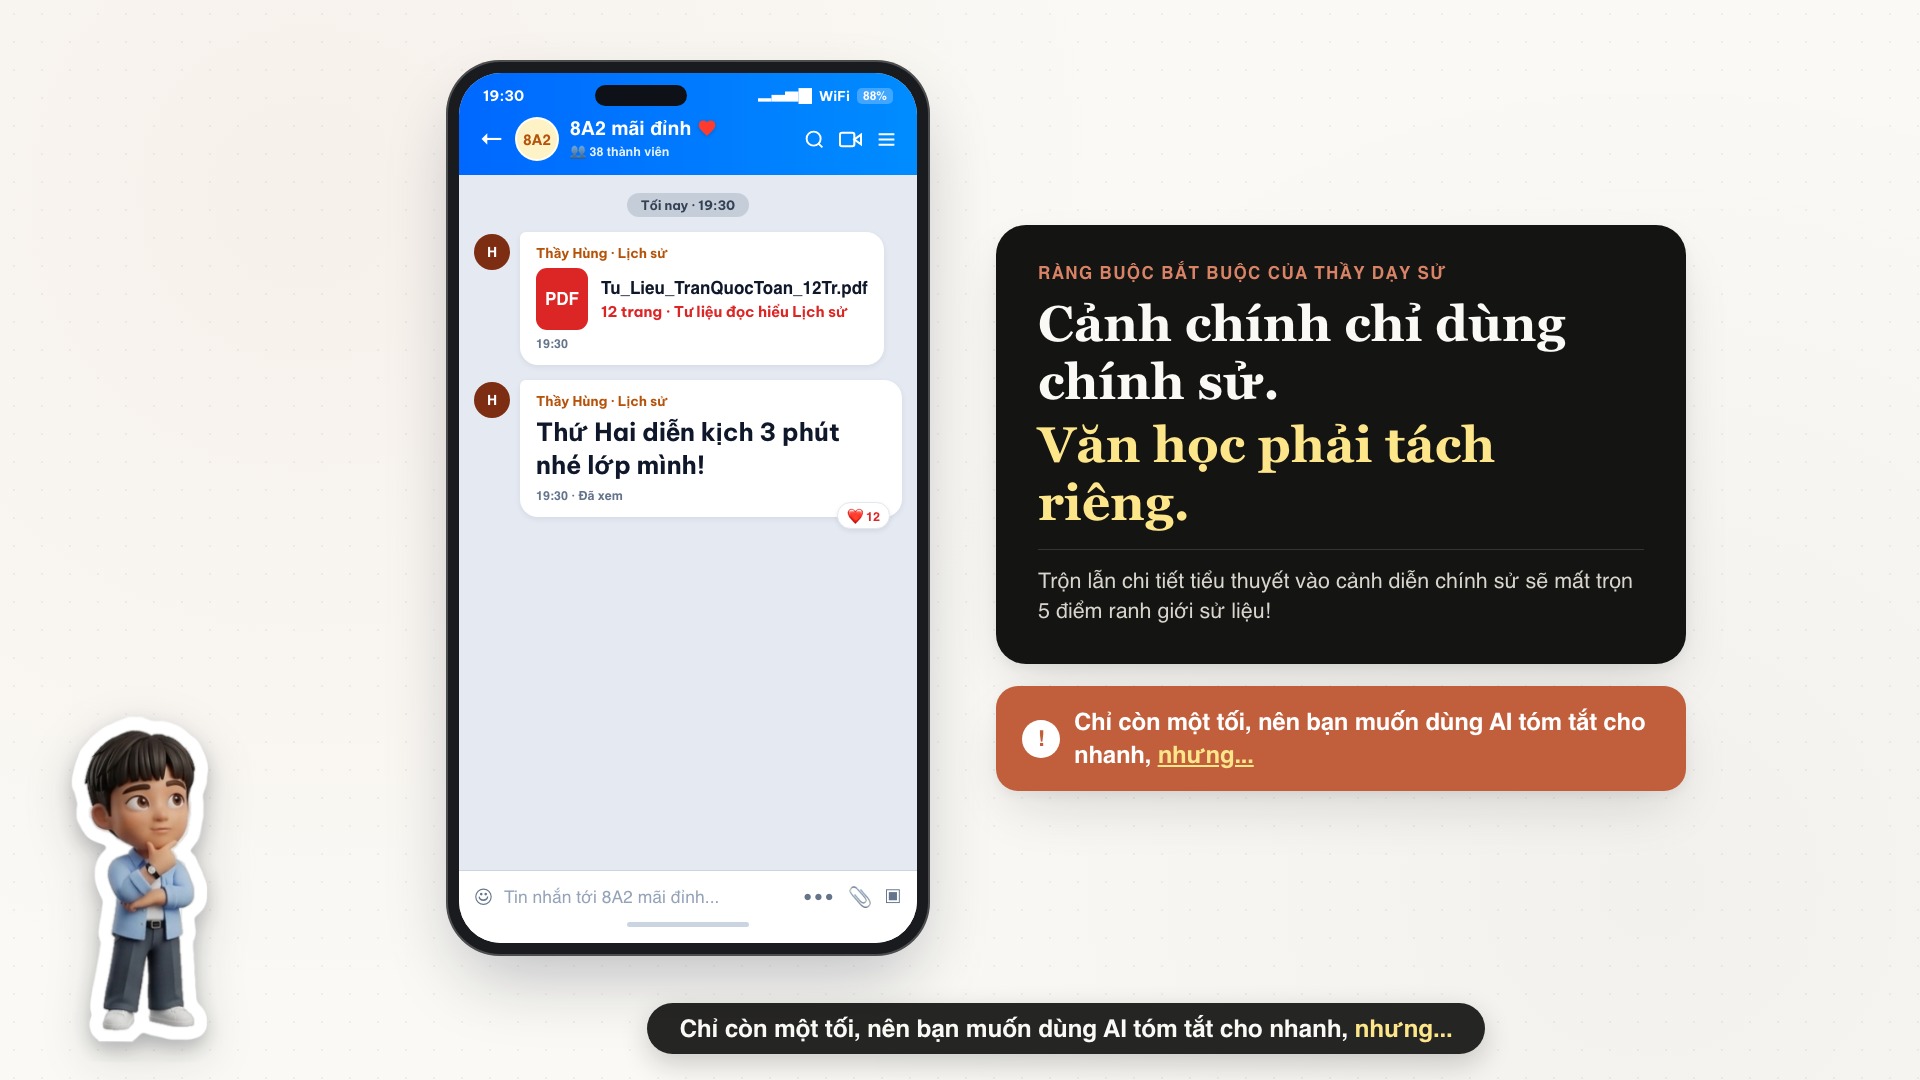 19:30
WiFi 88%
8A2
8A2 mãi đỉnh ❤️
👥 38 thành viên
Tối nay · 19:30
H
Thầy Hùng · Lịch sử
PDF
Tu_Lieu_TranQuocToan_12Tr.pdf
12 trang · Tư liệu đọc hiểu Lịch sử
19:30
H
Thầy Hùng · Lịch sử
Thứ Hai diễn kịch 3 phút
nhé lớp mình!
19:30 · Đã xem
❤️ 12
Tin nhắn tới 8A2 mãi đỉnh...
RÀNG BUỘC BẮT BUỘC CỦA THẦY DẠY SỬ
Cảnh chính chỉ dùng
chính sử.
Văn học phải tách
riêng.
Trộn lẫn chi tiết tiểu thuyết vào cảnh diễn chính sử sẽ mất trọn
5 điểm ranh giới sử liệu!
!
Chỉ còn một tối, nên bạn muốn dùng AI tóm tắt cho
nhanh, nhưng...
Chỉ còn một tối, nên bạn muốn dùng AI tóm tắt cho nhanh, nhưng...